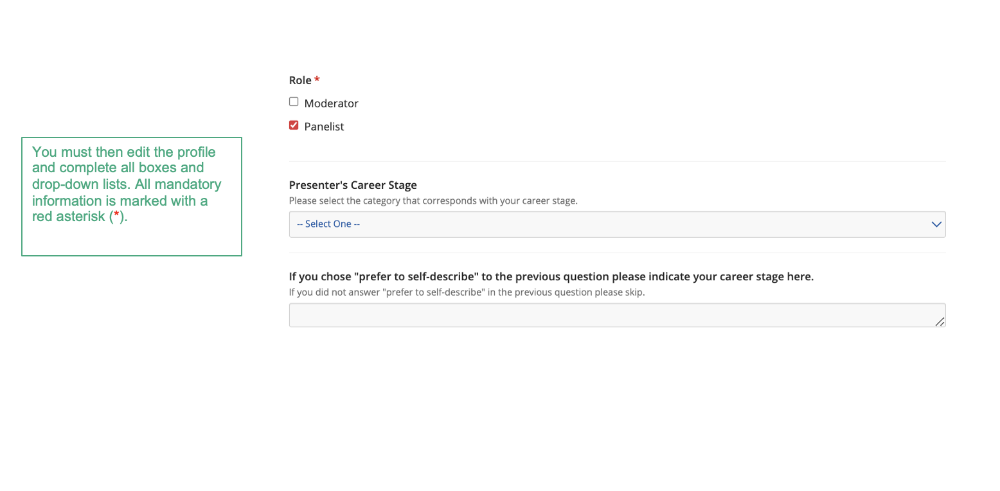 Role *
Moderator
Panelist
You must then edit the profile
and complete all boxes and
drop-down lists. All mandatory
information is marked with a
red asterisk (*).
Presenter's Career Stage
Please select the category that corresponds with your career stage.
-- Select One --
If you chose "prefer to self-describe" to the previous question please indicate your career stage here.
If you did not answer "prefer to self-describe" in the previous question please skip.